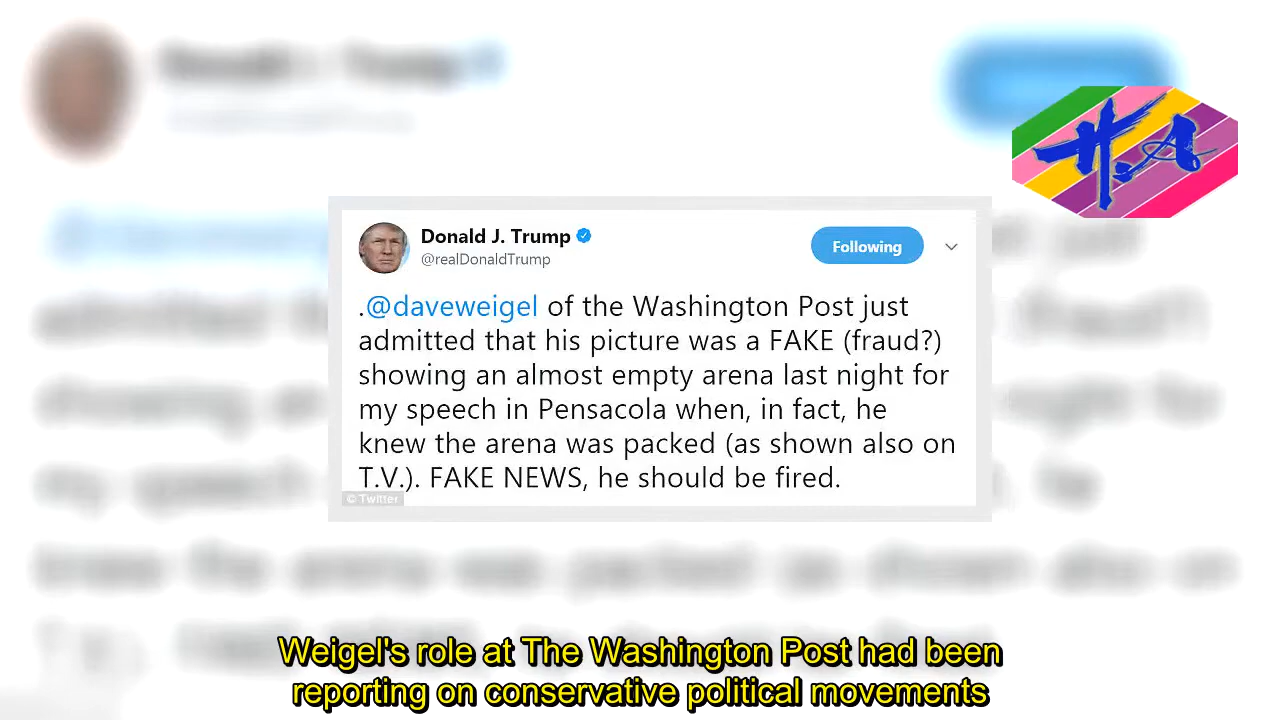 H.A
Donald J. Trump
@realDonaldTrump
Following
.@daveweigel of the Washington Post just
admitted that his picture was a FAKE (fraud?)
showing an almost empty arena last night for
my speech in Pensacola when, in fact, he
knew the arena was packed (as shown also on
T.V.). FAKE NEWS, he should be fired.
© Twitter
Weigel's role at The Washington Post had been
reporting on conservative political movements